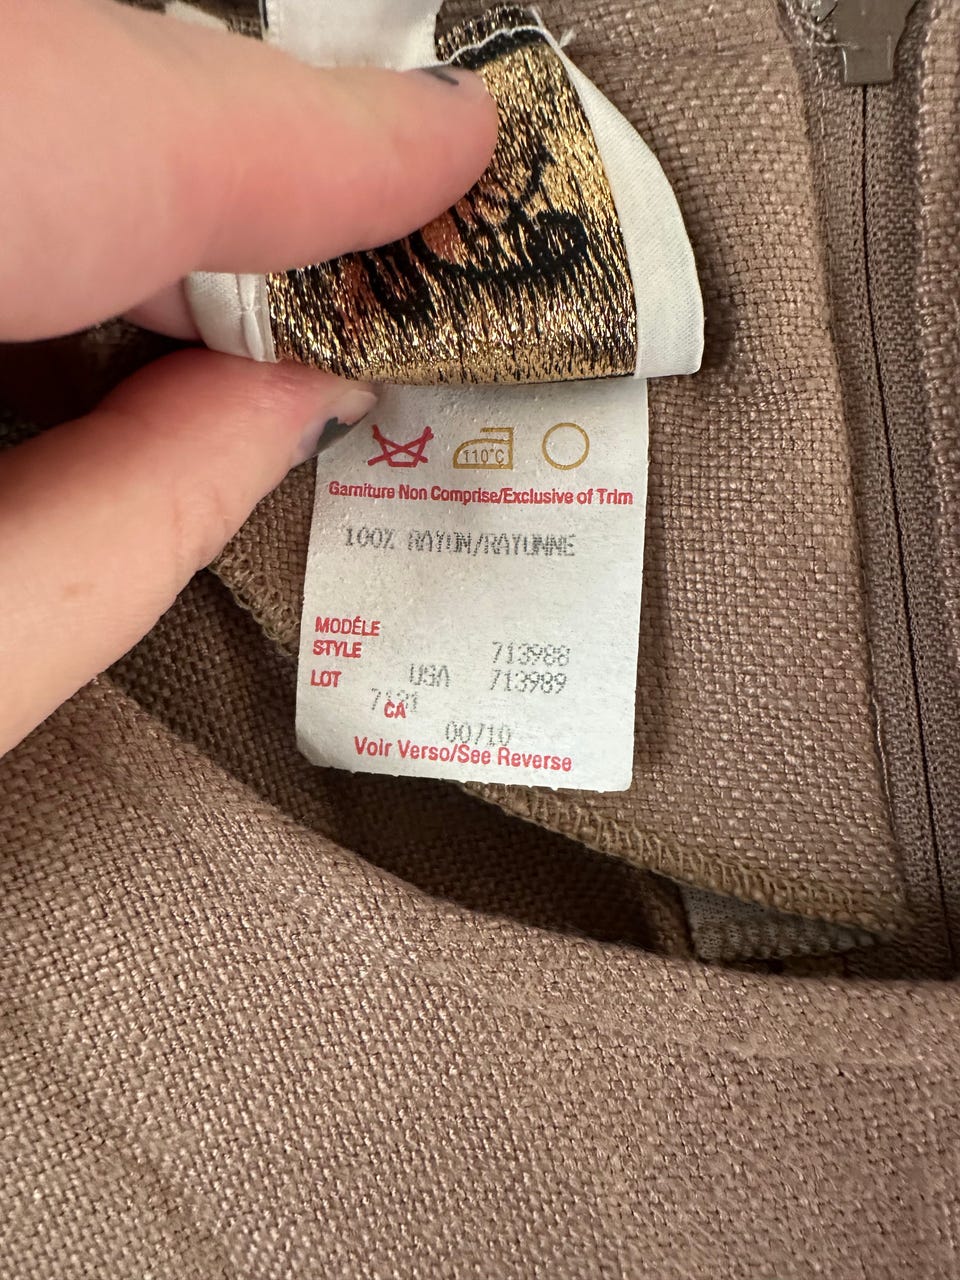 110°C
Garniture Non Comprise/Exclusive of Trim
100% RAYON/RAYONNE
MODÉLE
STYLE 713988
LOT USA 713989
CA
00/10
Voir Verso/See Reverse